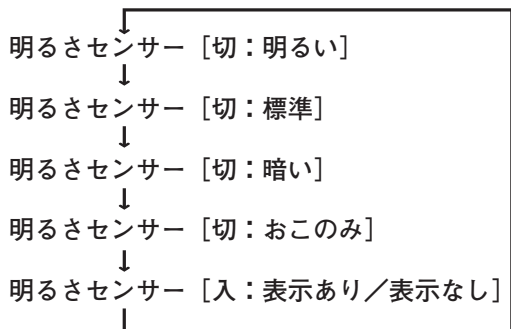 明るさセンサー［切：明るい］
明るさセンサー［切：標準］
明るさセンサー［切：暗い］
明るさセンサー［切：おこのみ］
明るさセンサー［入：表示あり／表示なし］